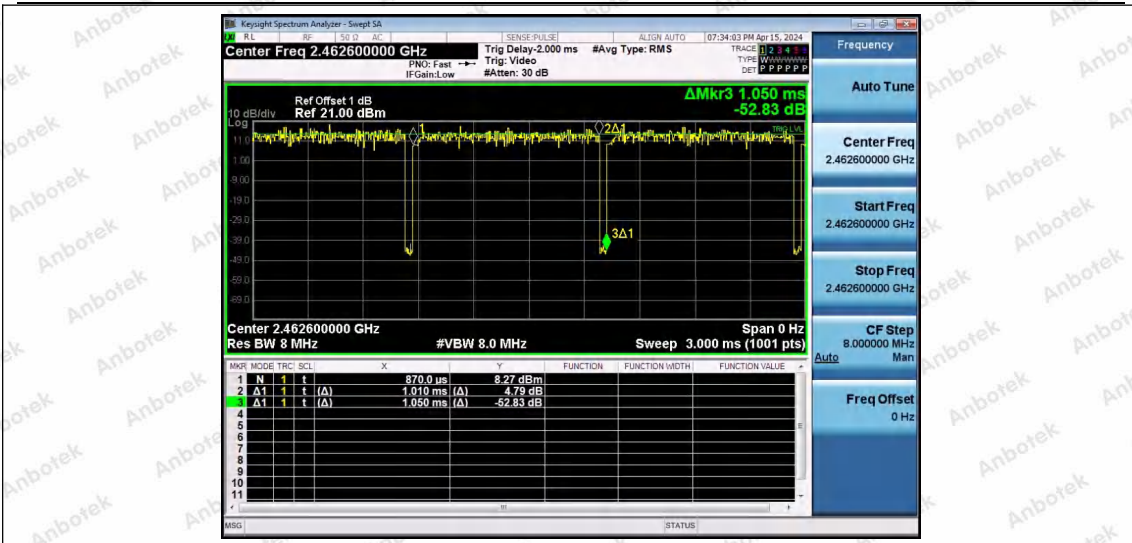 Keysight Spectrum Analyzer - Swept SA
LXI RL RF 50 Ω AC SENSE:PULSE ALIGN AUTO 07:34:03 PM Apr 15, 2024
Center Freq 2.462600000 GHz
PNO: Fast
IFGain:Low
Trig Delay-2.000 ms
Trig: Video
#Atten: 30 dB
#Avg Type: RMS
TRACE 1 2 3 4 5 6
TYPE WWWWWW
DET P P P P P P
Frequency
Auto Tune
Center Freq
2.462600000 GHz
Start Freq
2.462600000 GHz
Stop Freq
2.462600000 GHz
CF Step
8.000000 MHz
Auto Man
Freq Offset
0 Hz
ΔMkr3 1.050 ms
-52.83 dB
Ref Offset 1 dB
10 dB/div Ref 21.00 dBm
Log
11.0
1.00
-9.00
-19.0
-29.0
-39.0
-49.0
-59.0
-69.0
1
2Δ1
TRIG LVL
3Δ1
Center 2.462600000 GHz Span 0 Hz
Res BW 8 MHz #VBW 8.0 MHz Sweep 3.000 ms (1001 pts)
MKR MODE TRC SCL X Y FUNCTION FUNCTION WIDTH FUNCTION VALUE
1 N 1 t 870.0 µs 8.27 dBm
2 Δ1 1 t (Δ) 1.010 ms (Δ) 4.79 dB
3 Δ1 1 t (Δ) 1.050 ms (Δ) -52.83 dB
4
5
6
7
8
9
10
11
MSG STATUS
Anbotek